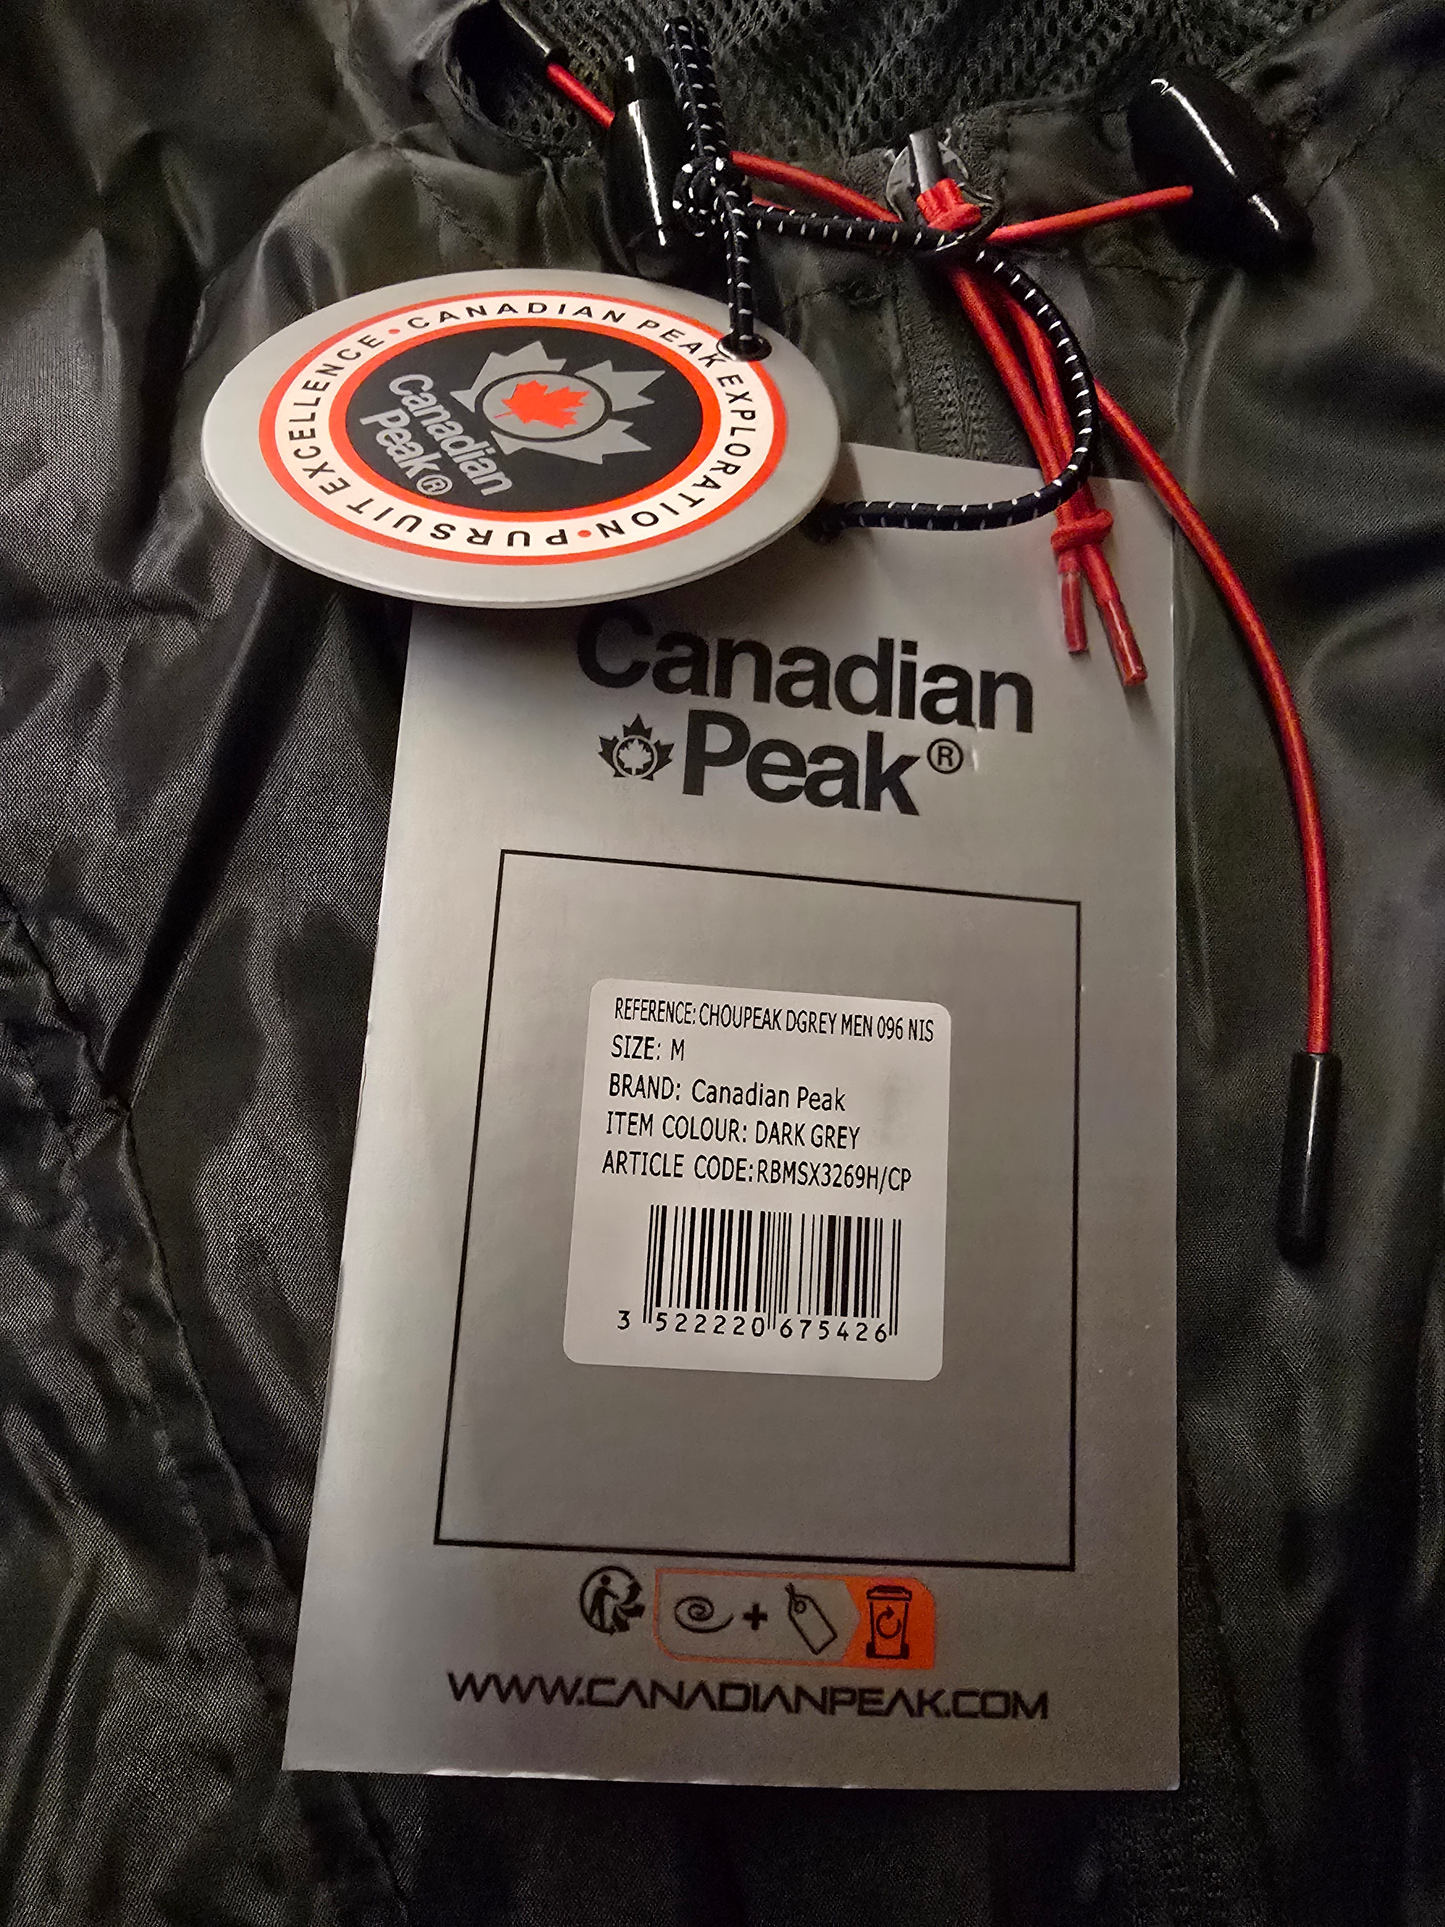 CANADIAN PEAK EXPLORATION • PURSUIT EXCELLENCE •
Canadian
Peak®
Canadian
Peak®
REFERENCE: CHOUPEAK DGREY MEN 096 NIS
SIZE: M
BRAND: Canadian Peak
ITEM COLOUR: DARK GREY
ARTICLE CODE:RBMSX3269H/CP
3 522220 675426
WWW.CANADIANPEAK.COM